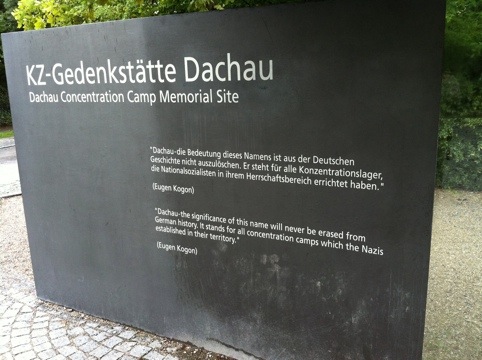 KZ-Gedenkstätte Dachau
Dachau Concentration Camp Memorial Site
"Dachau-die Bedeutung dieses Namens ist aus der Deutschen
Geschichte nicht auszulöschen. Er steht für alle Konzentrationslager,
die Nationalsozialisten in ihrem Herrschaftsbereich errichtet haben."
(Eugen Kogon)
"Dachau-the significance of this name will never be erased from
German history. It stands for all concentration camps which the Nazis
established in their territory."
(Eugen Kogon)